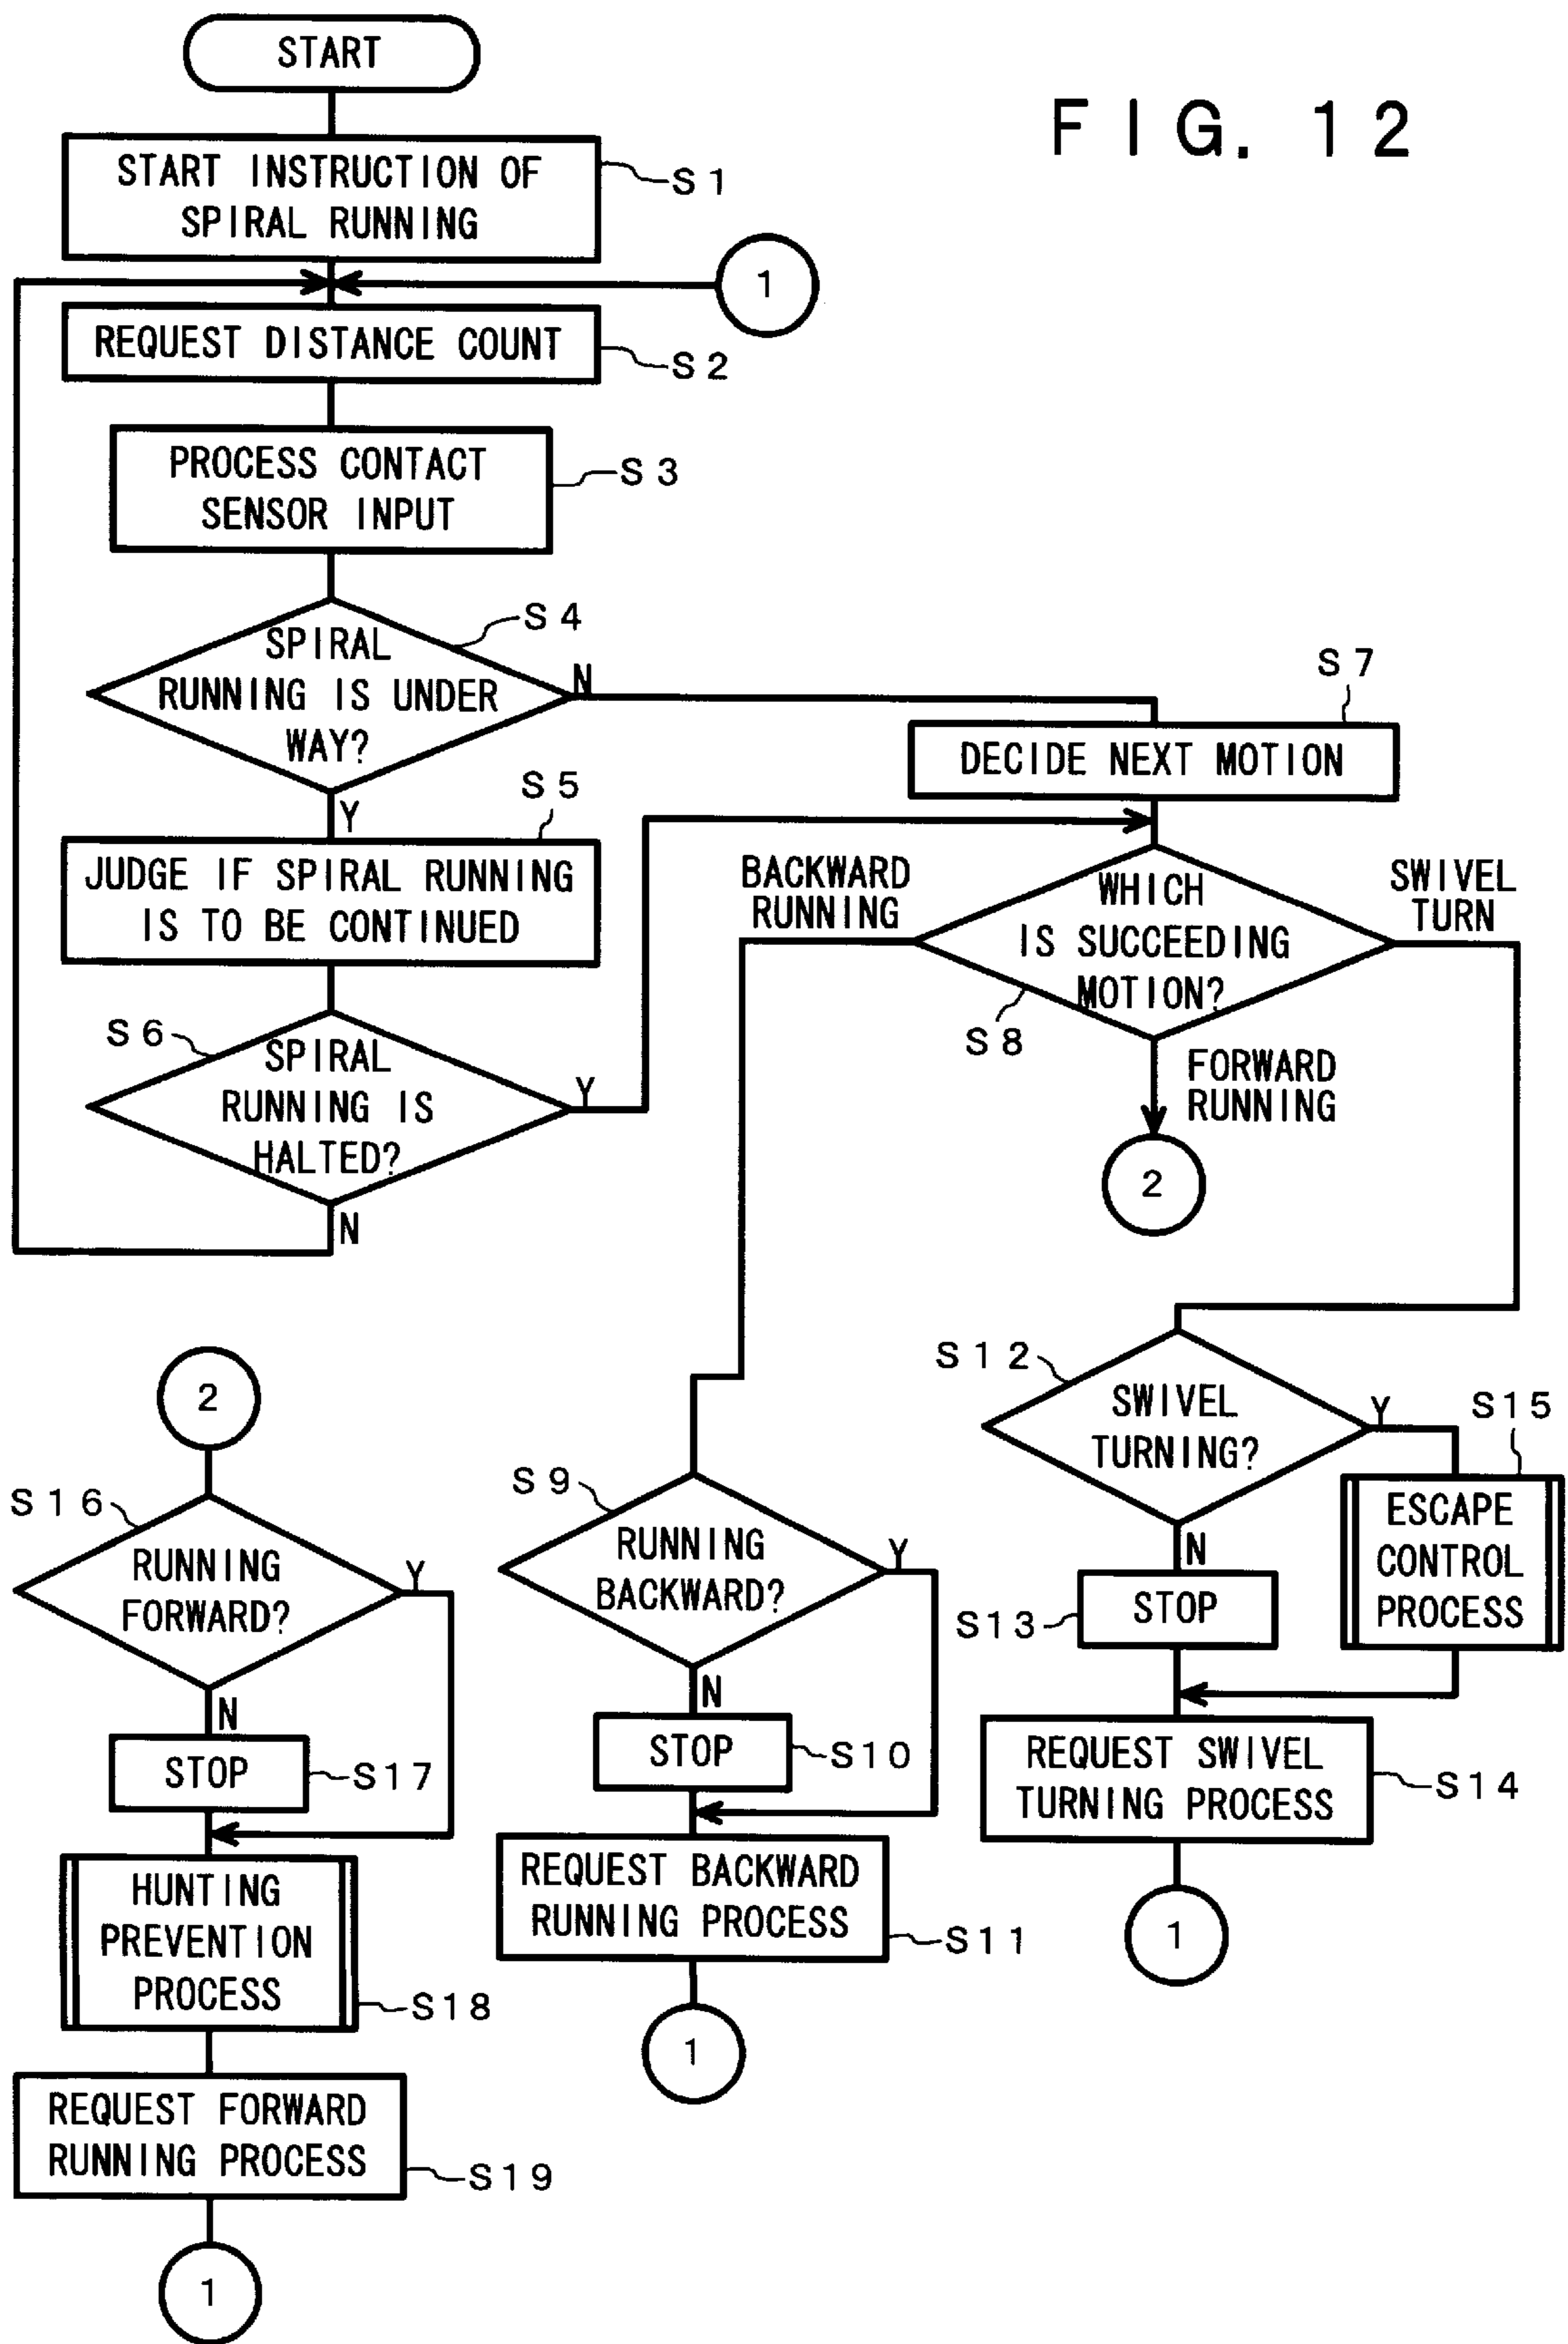 FIG. 12
START
START INSTRUCTION OF
SPIRAL RUNNING
S1
1
REQUEST DISTANCE COUNT
S2
PROCESS CONTACT
SENSOR INPUT
S3
SPIRAL
RUNNING IS UNDER
WAY?
S4
N
Y
S5
JUDGE IF SPIRAL RUNNING
IS TO BE CONTINUED
S6
SPIRAL
RUNNING IS
HALTED?
Y
N
S7
DECIDE NEXT MOTION
BACKWARD
RUNNING
WHICH
IS SUCCEEDING
MOTION?
SWIVEL
TURN
S8
FORWARD
RUNNING
2
2
S16
RUNNING
FORWARD?
Y
N
STOP
S17
HUNTING
PREVENTION
PROCESS
S18
REQUEST FORWARD
RUNNING PROCESS
S19
1
S9
RUNNING
BACKWARD?
Y
N
STOP
S10
REQUEST BACKWARD
RUNNING PROCESS
S11
1
S12
SWIVEL
TURNING?
Y
S15
N
ESCAPE
CONTROL
PROCESS
S13
STOP
REQUEST SWIVEL
TURNING PROCESS
S14
1